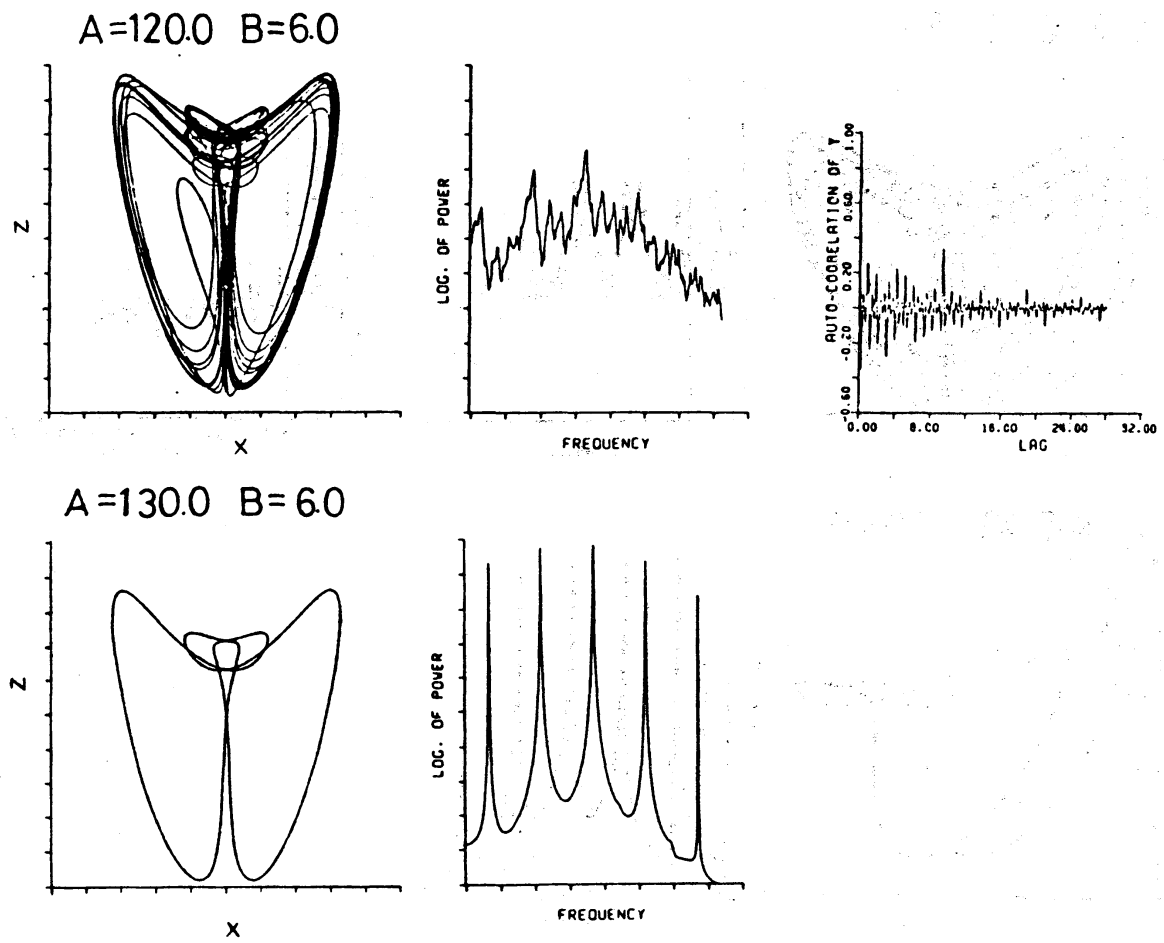 A=120.0 B=6.0
Z
X
LOG. OF POWER
FREQUENCY
AUTO-COORELATION OF Y
1.00
0.60
0.20
-0.20
-0.60
0.00 8.00 16.00 24.00 32.00
LAG
A=130.0 B=6.0
Z
X
LOG. OF POWER
FREQUENCY